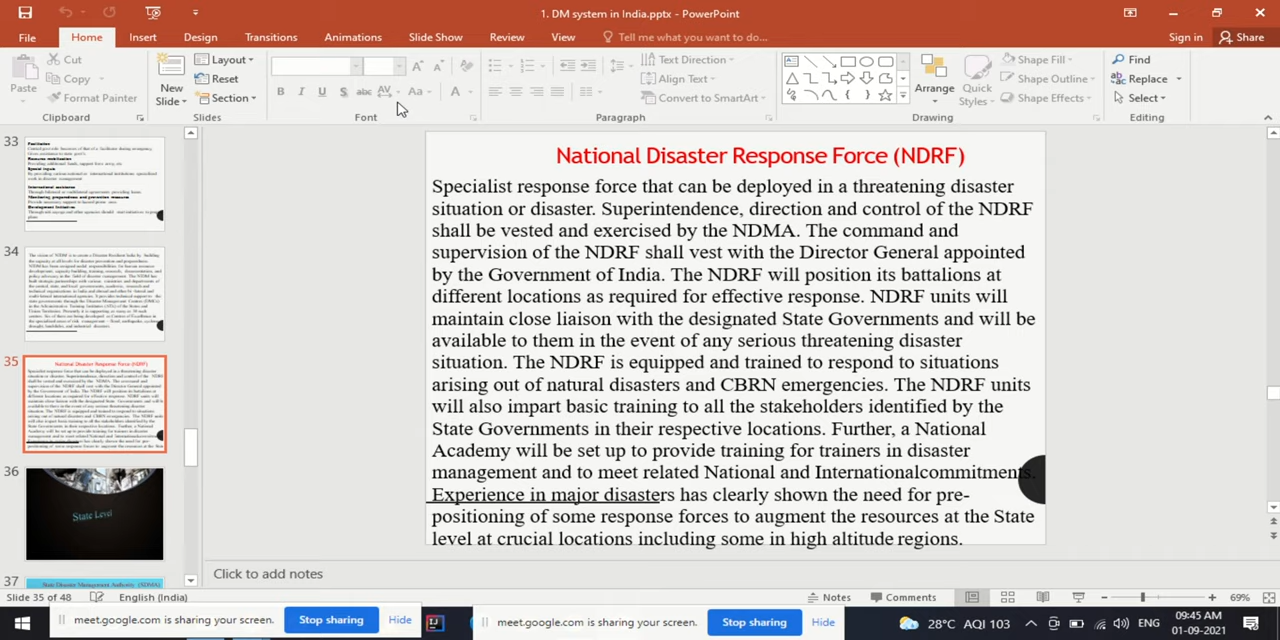 1. DM system in India.pptx - PowerPoint
File Home Insert Design Transitions Animations Slide Show Review View Tell me what you want to do... Sign in Share
Paste
Cut
Copy
Format Painter
Clipboard
New
Slide
Layout
Reset
Section
Slides
B I U S abc AV Aa A
Font
Text Direction
Align Text
Convert to SmartArt
Paragraph
Arrange
Quick
Styles
Shape Fill
Shape Outline
Shape Effects
Drawing
Find
Replace
Select
Editing
33
34
35
National Disaster Response Force (NDRF)
36
State Level
37
State Disaster Management Authority (SDMA)
National Disaster Response Force (NDRF)
Specialist response force that can be deployed in a threatening disaster
situation or disaster. Superintendence, direction and control of the NDRF
shall be vested and exercised by the NDMA. The command and
supervision of the NDRF shall vest with the Director General appointed
by the Government of India. The NDRF will position its battalions at
different locations as required for effective response. NDRF units will
maintain close liaison with the designated State Governments and will be
available to them in the event of any serious threatening disaster
situation. The NDRF is equipped and trained to respond to situations
arising out of natural disasters and CBRN emergencies. The NDRF units
will also impart basic training to all the stakeholders identified by the
State Governments in their respective locations. Further, a National
Academy will be set up to provide training for trainers in disaster
management and to meet related National and Internationalcommitments.
Experience in major disasters has clearly shown the need for pre-
positioning of some response forces to augment the resources at the State
level at crucial locations including some in high altitude regions.
Click to add notes
Slide 35 of 48 English (India) Notes Comments 69%
meet.google.com is sharing your screen. Stop sharing Hide
meet.google.com is sharing your screen. Stop sharing Hide
28°C AQI 103 ENG
09:45 AM
01-09-2021